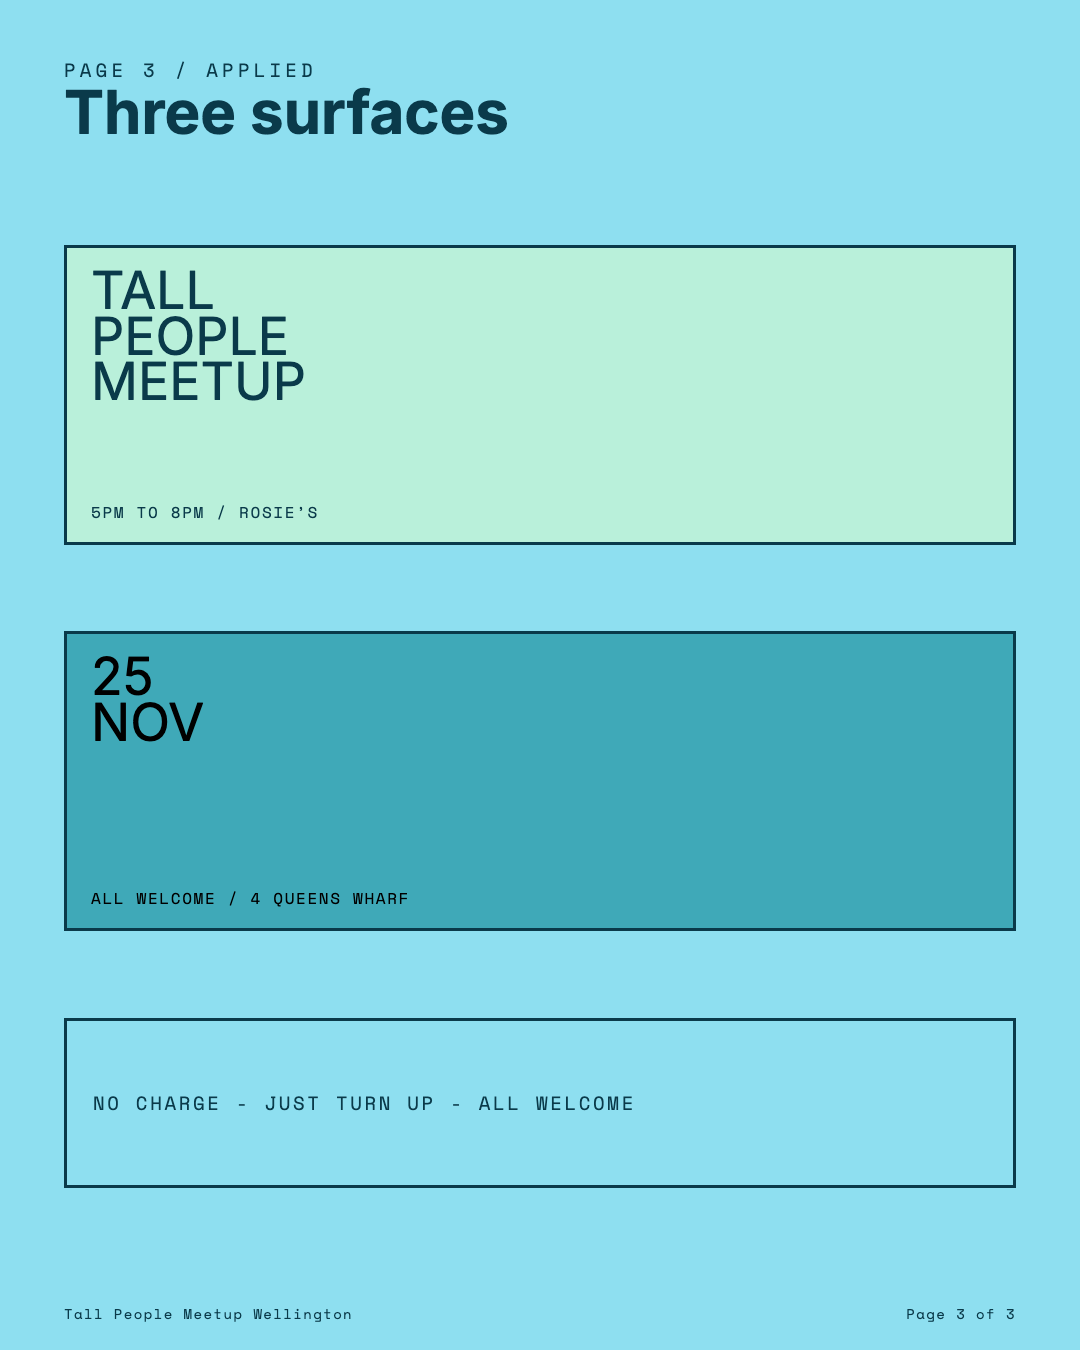 PAGE 3 / APPLIED
Three surfaces
TALL
PEOPLE
MEETUP
5PM TO 8PM / ROSIE’S
25
NOV
ALL WELCOME / 4 QUEENS WHARF
NO CHARGE - JUST TURN UP - ALL WELCOME
Tall People Meetup Wellington
Page 3 of 3